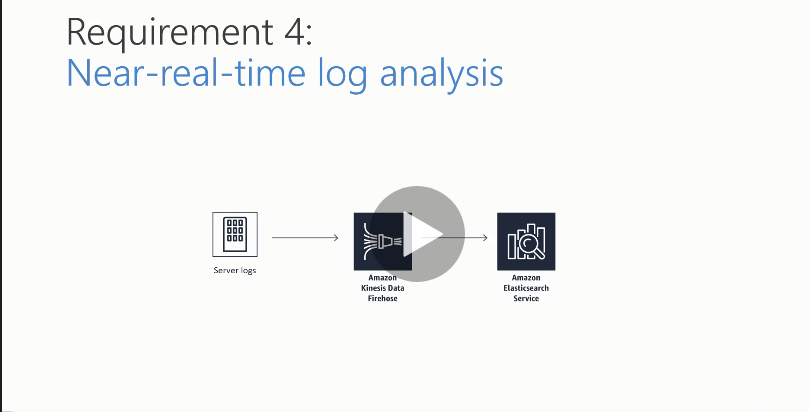 Requirement 4:
Near-real-time log analysis
Server logs
Amazon
Kinesis Data
Firehose
Amazon
Elasticsearch
Service